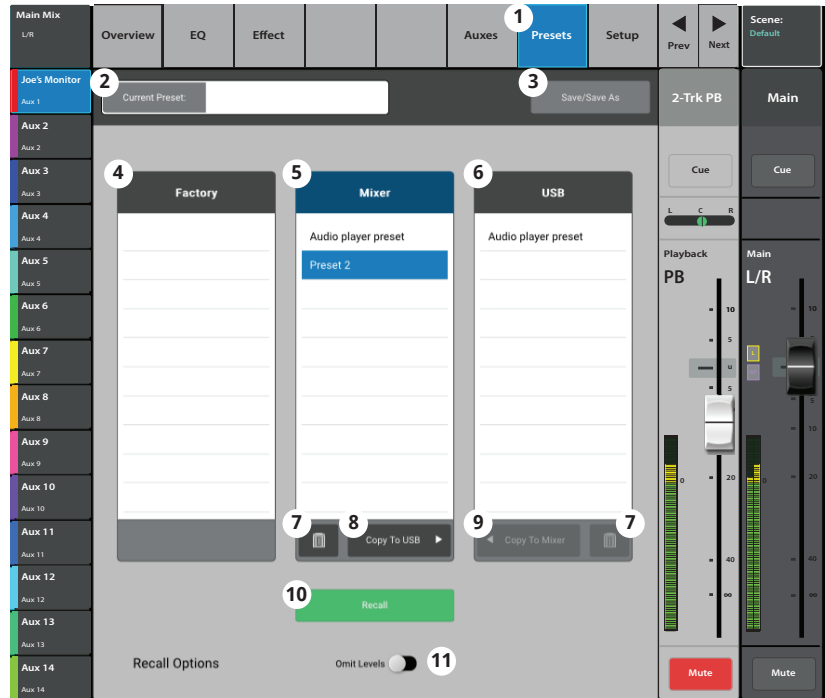 Main Mix
L/R
Overview
EQ
Effect
Auxes
1
Presets
Setup
Prev
Next
Scene:
Default
Joe's Monitor
Aux 1
Aux 2
Aux 2
Aux 3
Aux 3
Aux 4
Aux 4
Aux 5
Aux 5
Aux 6
Aux 6
Aux 7
Aux 7
Aux 8
Aux 8
Aux 9
Aux 9
Aux 10
Aux 10
Aux 11
Aux 11
Aux 12
Aux 12
Aux 13
Aux 13
Aux 14
Aux 14
2
Current Preset:
3
Save/Save As
4
Factory
5
Mixer
Audio player preset
Preset 2
6
USB
Audio player preset
7
8
Copy To USB
9
Copy To Mixer
7
10
Recall
Recall Options
Omit Levels
11
2-Trk PB
Cue
L C R
Playback
PB
10
5
U
5
0
20
40
∞
Mute
Main
Cue
Main
L/R
L
10
5
10
0
20
40
∞
Mute